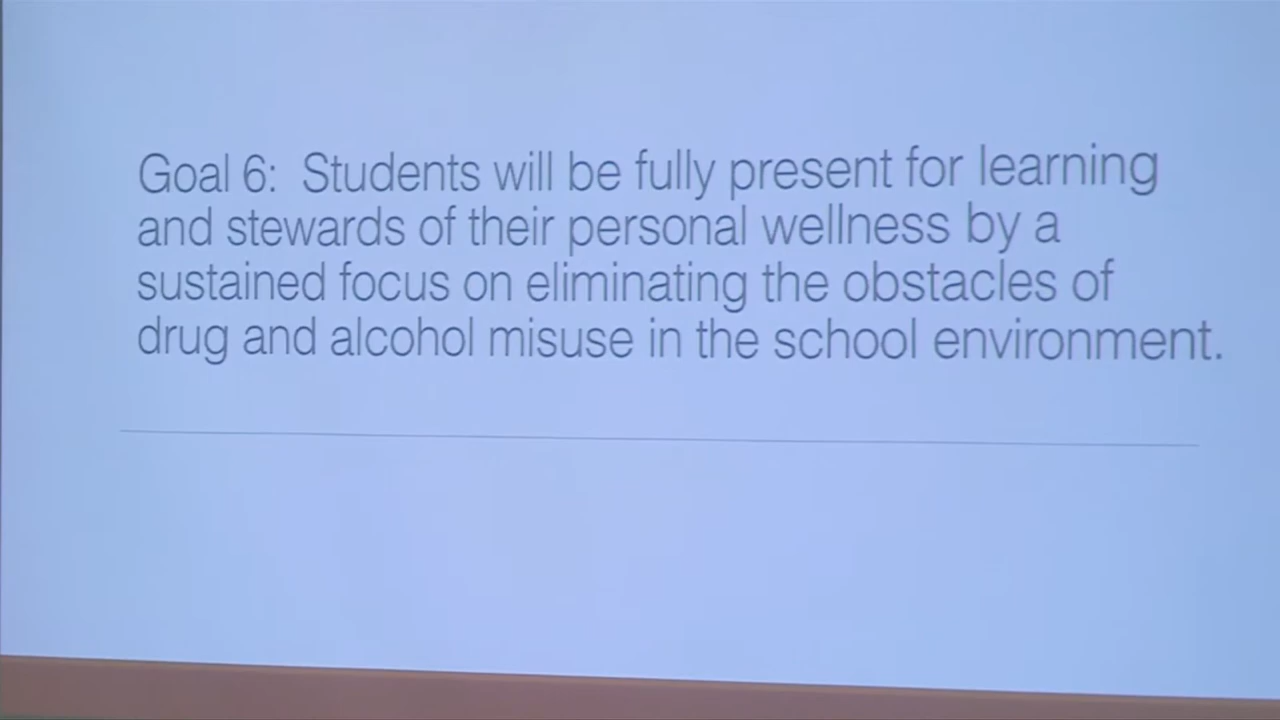 Goal 6:  Students will be fully present for learning
and stewards of their personal wellness by a
sustained focus on eliminating the obstacles of
drug and alcohol misuse in the school environment.